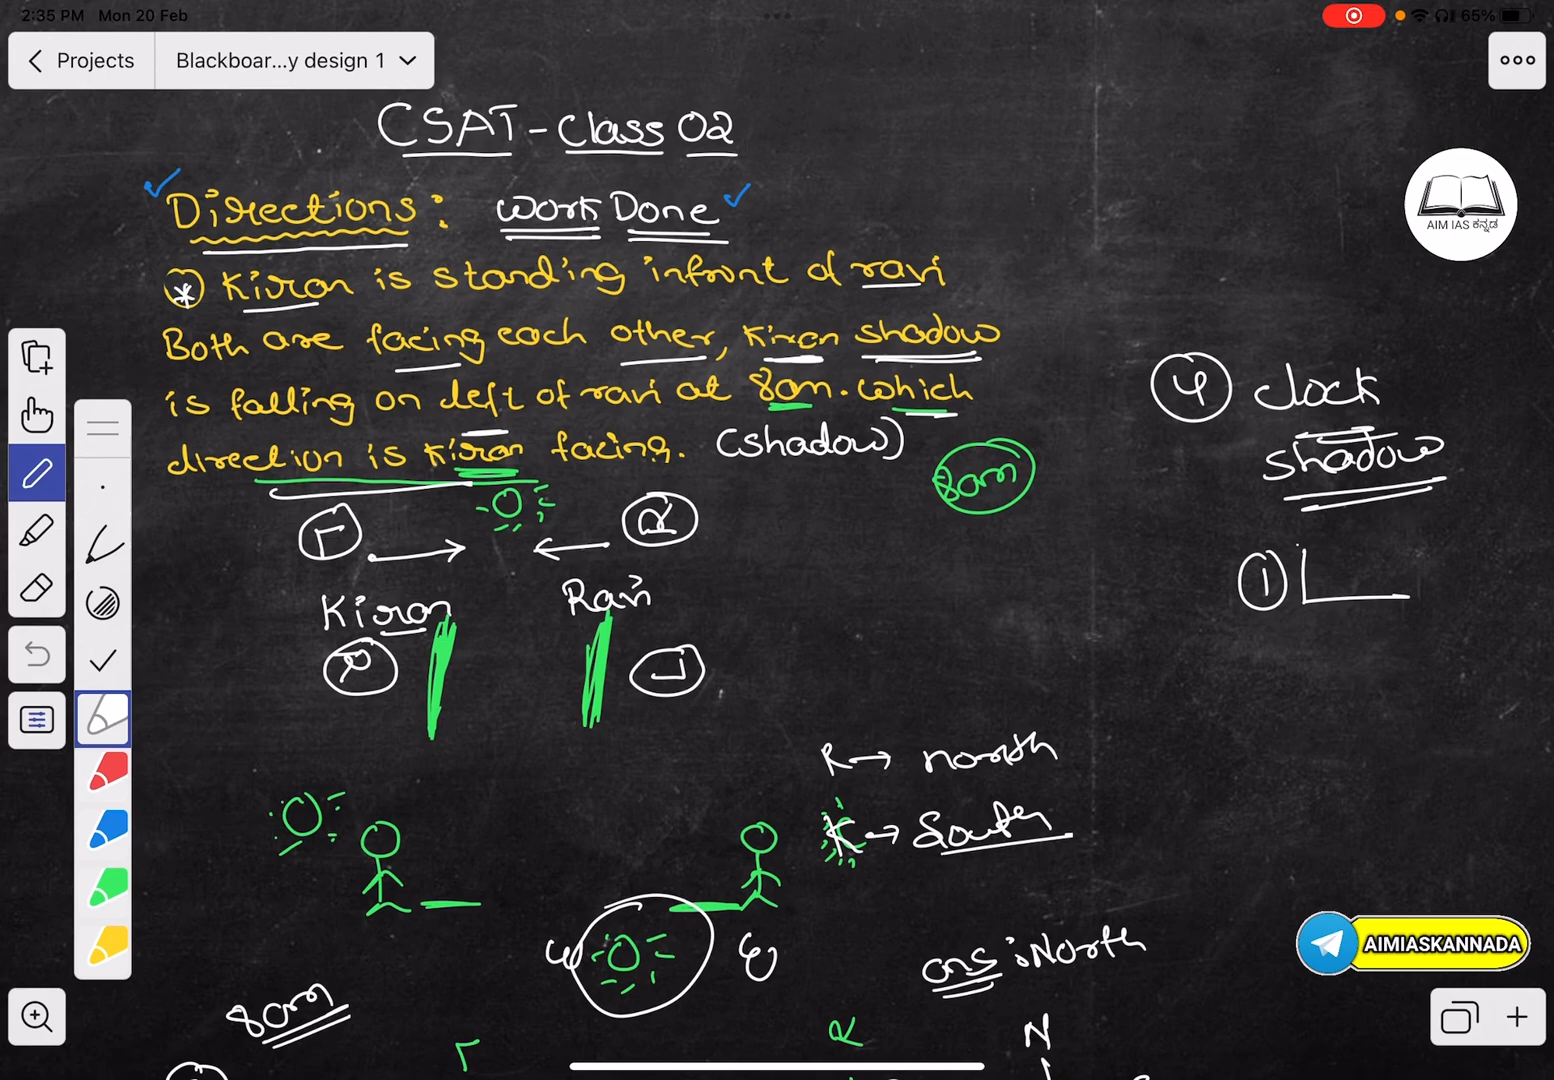 2:35 PM Mon 20 Feb
65%
Projects
Blackboar...y design 1
CSAT - Class 02
Directions: Work Done
Kiran is standing infront of ravi
Both are facing each other, Kiran shadow
is falling on left of ravi at 8am. which
direction is Kiran facing. (shadow)
8am
L
R
Kiran
Ravi
R
L
4 clock
shadow
1
AIM IAS ಕನ್ನಡ
R → north
K → South
ans : North
W
E
8am
R
N
AIMIASKANNADA